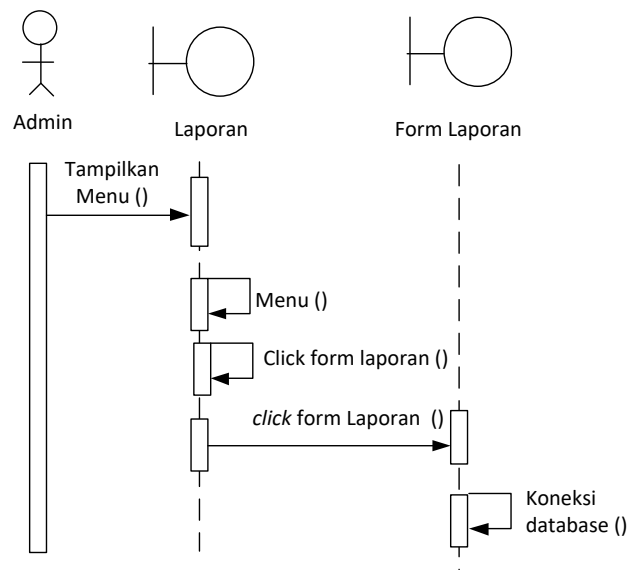 Admin
Laporan
Form Laporan
Tampilkan
Menu ()
Menu ()
Click form laporan ()
click form Laporan  ()
Koneksi
database ()